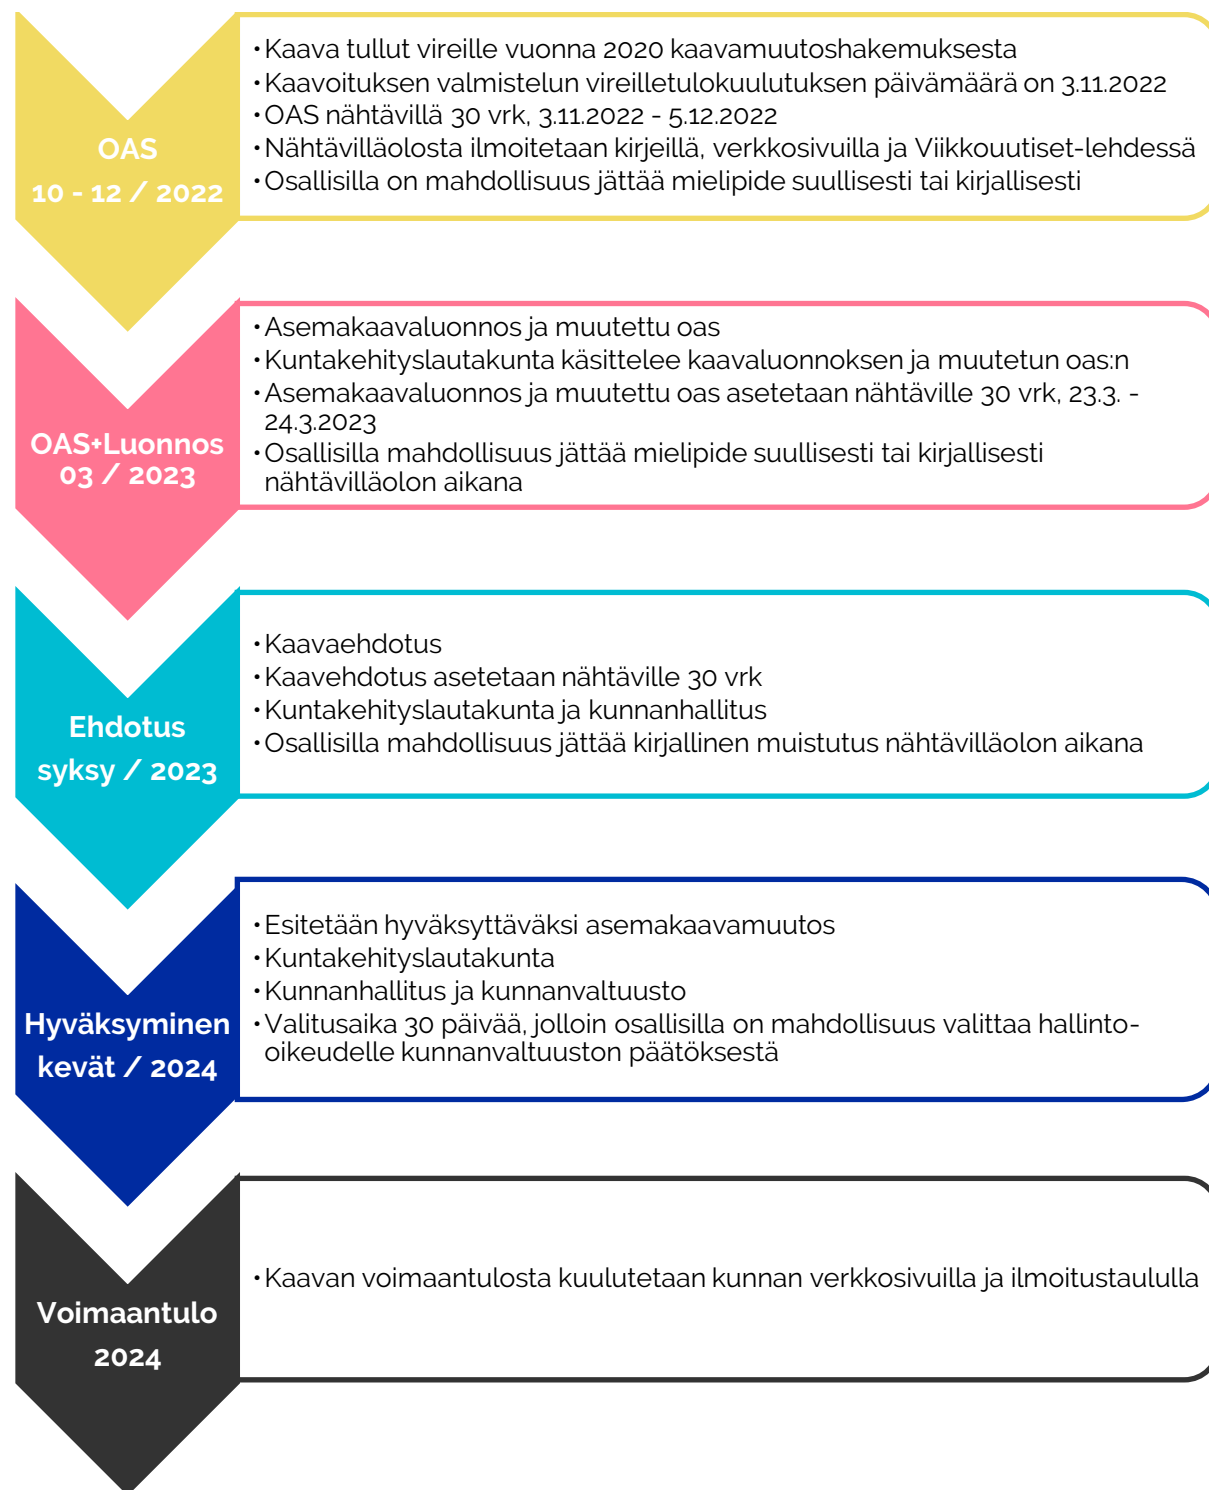 OAS
10 - 12 / 2022
• Kaava tullut vireille vuonna 2020 kaavamuutoshakemuksesta
• Kaavoituksen valmistelun vireilletulokuulutuksen päivämäärä on 3.11.2022
• OAS nähtävillä 30 vrk, 3.11.2022 - 5.12.2022
• Nähtävilläolosta ilmoitetaan kirjeillä, verkkosivuilla ja Viikkouutiset-lehdessä
• Osallisilla on mahdollisuus jättää mielipide suullisesti tai kirjallisesti
OAS+Luonnos
03 / 2023
• Asemakaavaluonnos ja muutettu oas
• Kuntakehityslautakunta käsittelee kaavaluonnoksen ja muutetun oas:n
• Asemakaavaluonnos ja muutettu oas asetetaan nähtäville 30 vrk, 23.3. -
24.3.2023
• Osallisilla mahdollisuus jättää mielipide suullisesti tai kirjallisesti
nähtävilläolon aikana
Ehdotus
syksy / 2023
• Kaavaehdotus
• Kaavehdotus asetetaan nähtäville 30 vrk
• Kuntakehityslautakunta ja kunnanhallitus
• Osallisilla mahdollisuus jättää kirjallinen muistutus nähtävilläolon aikana
Hyväksyminen
kevät / 2024
• Esitetään hyväksyttäväksi asemakaavamuutos
• Kuntakehityslautakunta
• Kunnanhallitus ja kunnanvaltuusto
• Valitusaika 30 päivää, jolloin osallisilla on mahdollisuus valittaa hallinto-
oikeudelle kunnanvaltuuston päätöksestä
Voimaantulo
2024
• Kaavan voimaantulosta kuulutetaan kunnan verkkosivuilla ja ilmoitustaululla